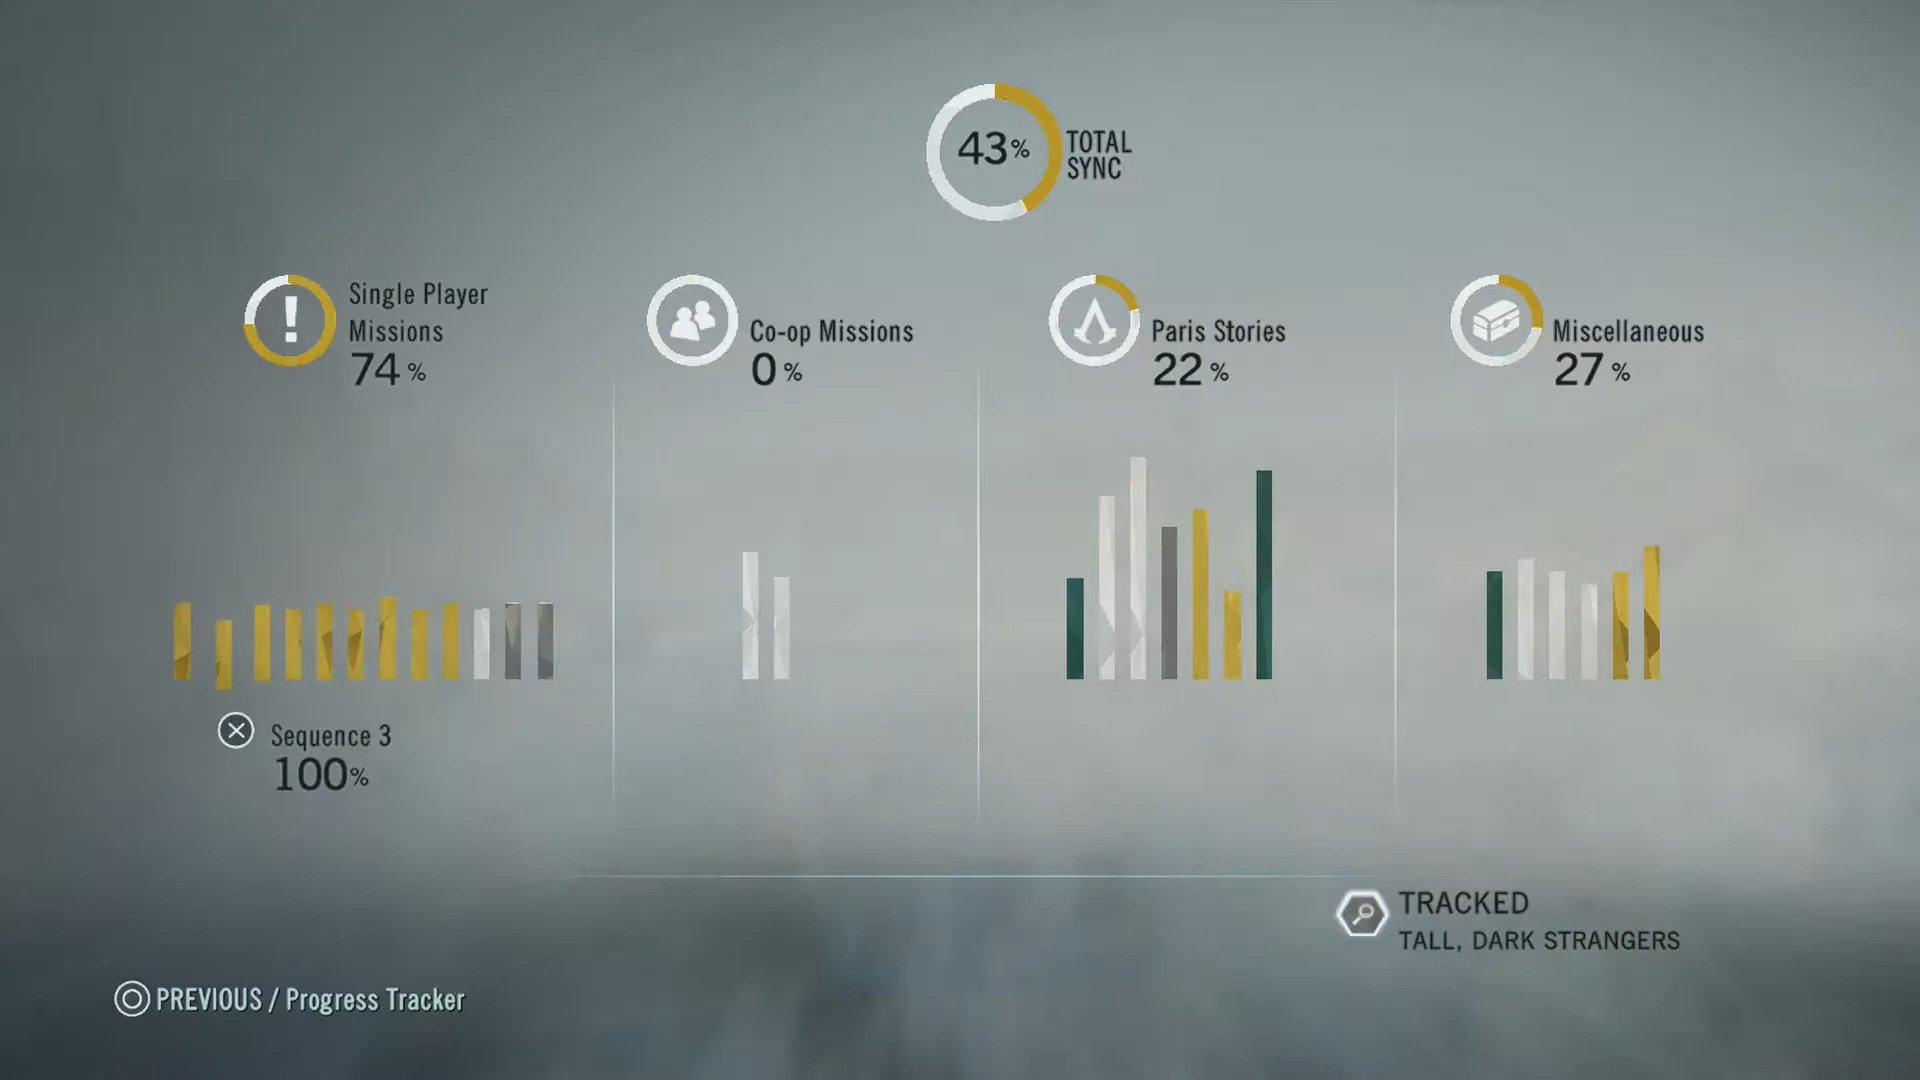 43%
TOTAL
SYNC
Single Player
Missions
74 %
Co-op Missions
0 %
Paris Stories
22 %
Miscellaneous
27 %
Sequence 3
100%
TRACKED
TALL, DARK STRANGERS
PREVIOUS / Progress Tracker